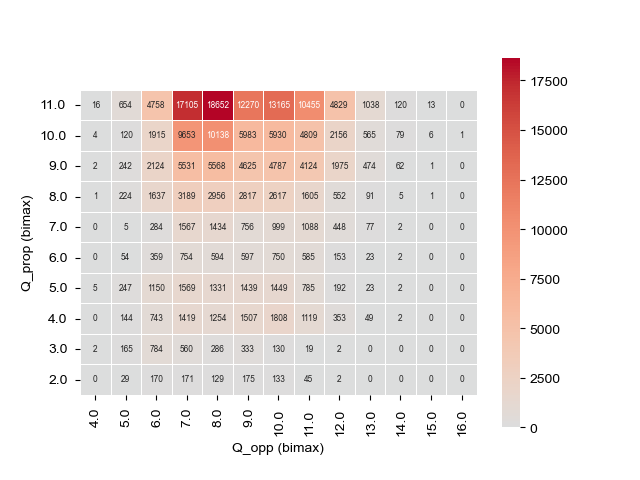 11.0 16 654 4758 17105 18652 12270 13165 10455 4829 1038 120 13 0
10.0 4 120 1915 9653 10138 5983 5930 4809 2156 565 79 6 1
9.0 2 242 2124 5531 5568 4625 4787 4124 1975 474 62 1 0
8.0 1 224 1637 3189 2956 2817 2617 1605 552 91 5 1 0
7.0 0 5 284 1567 1434 756 999 1088 448 77 2 0 0
6.0 0 54 359 754 594 597 750 585 153 23 2 0 0
5.0 5 247 1150 1569 1331 1439 1449 785 192 23 2 0 0
4.0 0 144 743 1419 1254 1507 1808 1119 353 49 2 0 0
3.0 2 165 784 560 286 333 130 19 2 0 0 0 0
2.0 0 29 170 171 129 175 133 45 2 0 0 0 0
4.0 5.0 6.0 7.0 8.0 9.0 10.0 11.0 12.0 13.0 14.0 15.0 16.0
Q_opp (bimax)
Q_prop (bimax)
17500
15000
12500
10000
7500
5000
2500
0